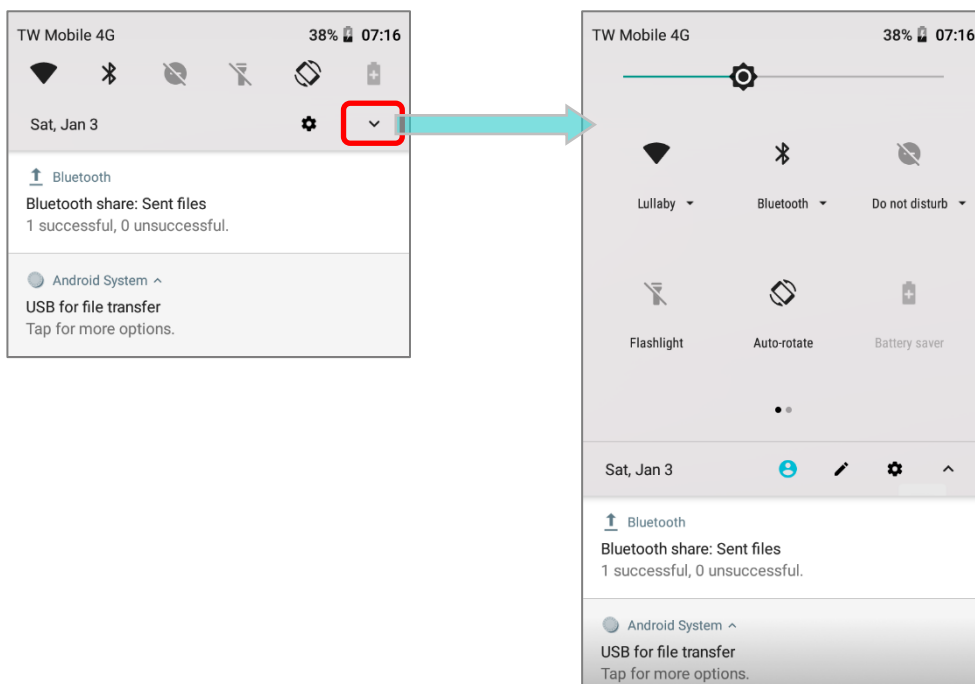 TW Mobile 4G 38% 07:16
Sat, Jan 3
Bluetooth
Bluetooth share: Sent files
1 successful, 0 unsuccessful.
Android System
USB for file transfer
Tap for more options.
TW Mobile 4G 38% 07:16
Lullaby Bluetooth Do not disturb
Flashlight Auto-rotate Battery saver
Sat, Jan 3
Bluetooth
Bluetooth share: Sent files
1 successful, 0 unsuccessful.
Android System
USB for file transfer
Tap for more options.